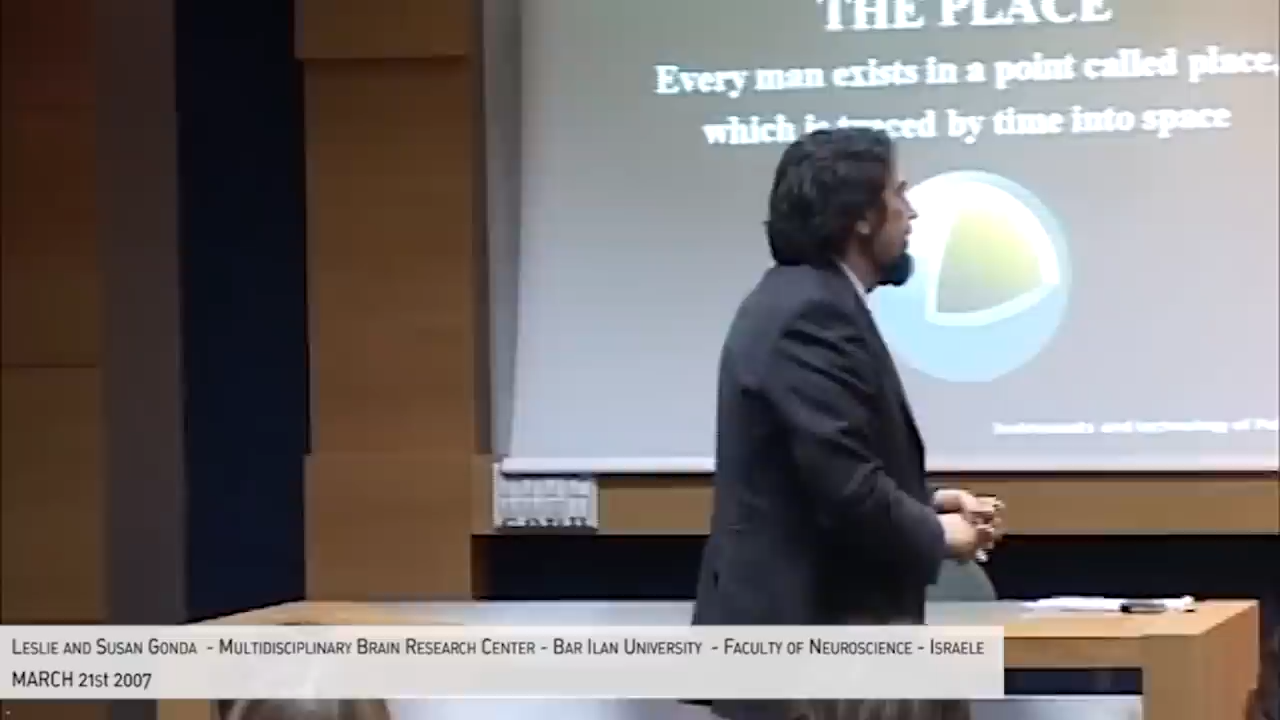 THE PLACE
Every man exists in a point called place,
which is traced by time into space
LESLIE AND SUSAN GONDA - MULTIDISCIPLINARY BRAIN RESEARCH CENTER - BAR ILAN UNIVERSITY - FACULTY OF NEUROSCIENCE - ISRAELE
MARCH 21st 2007